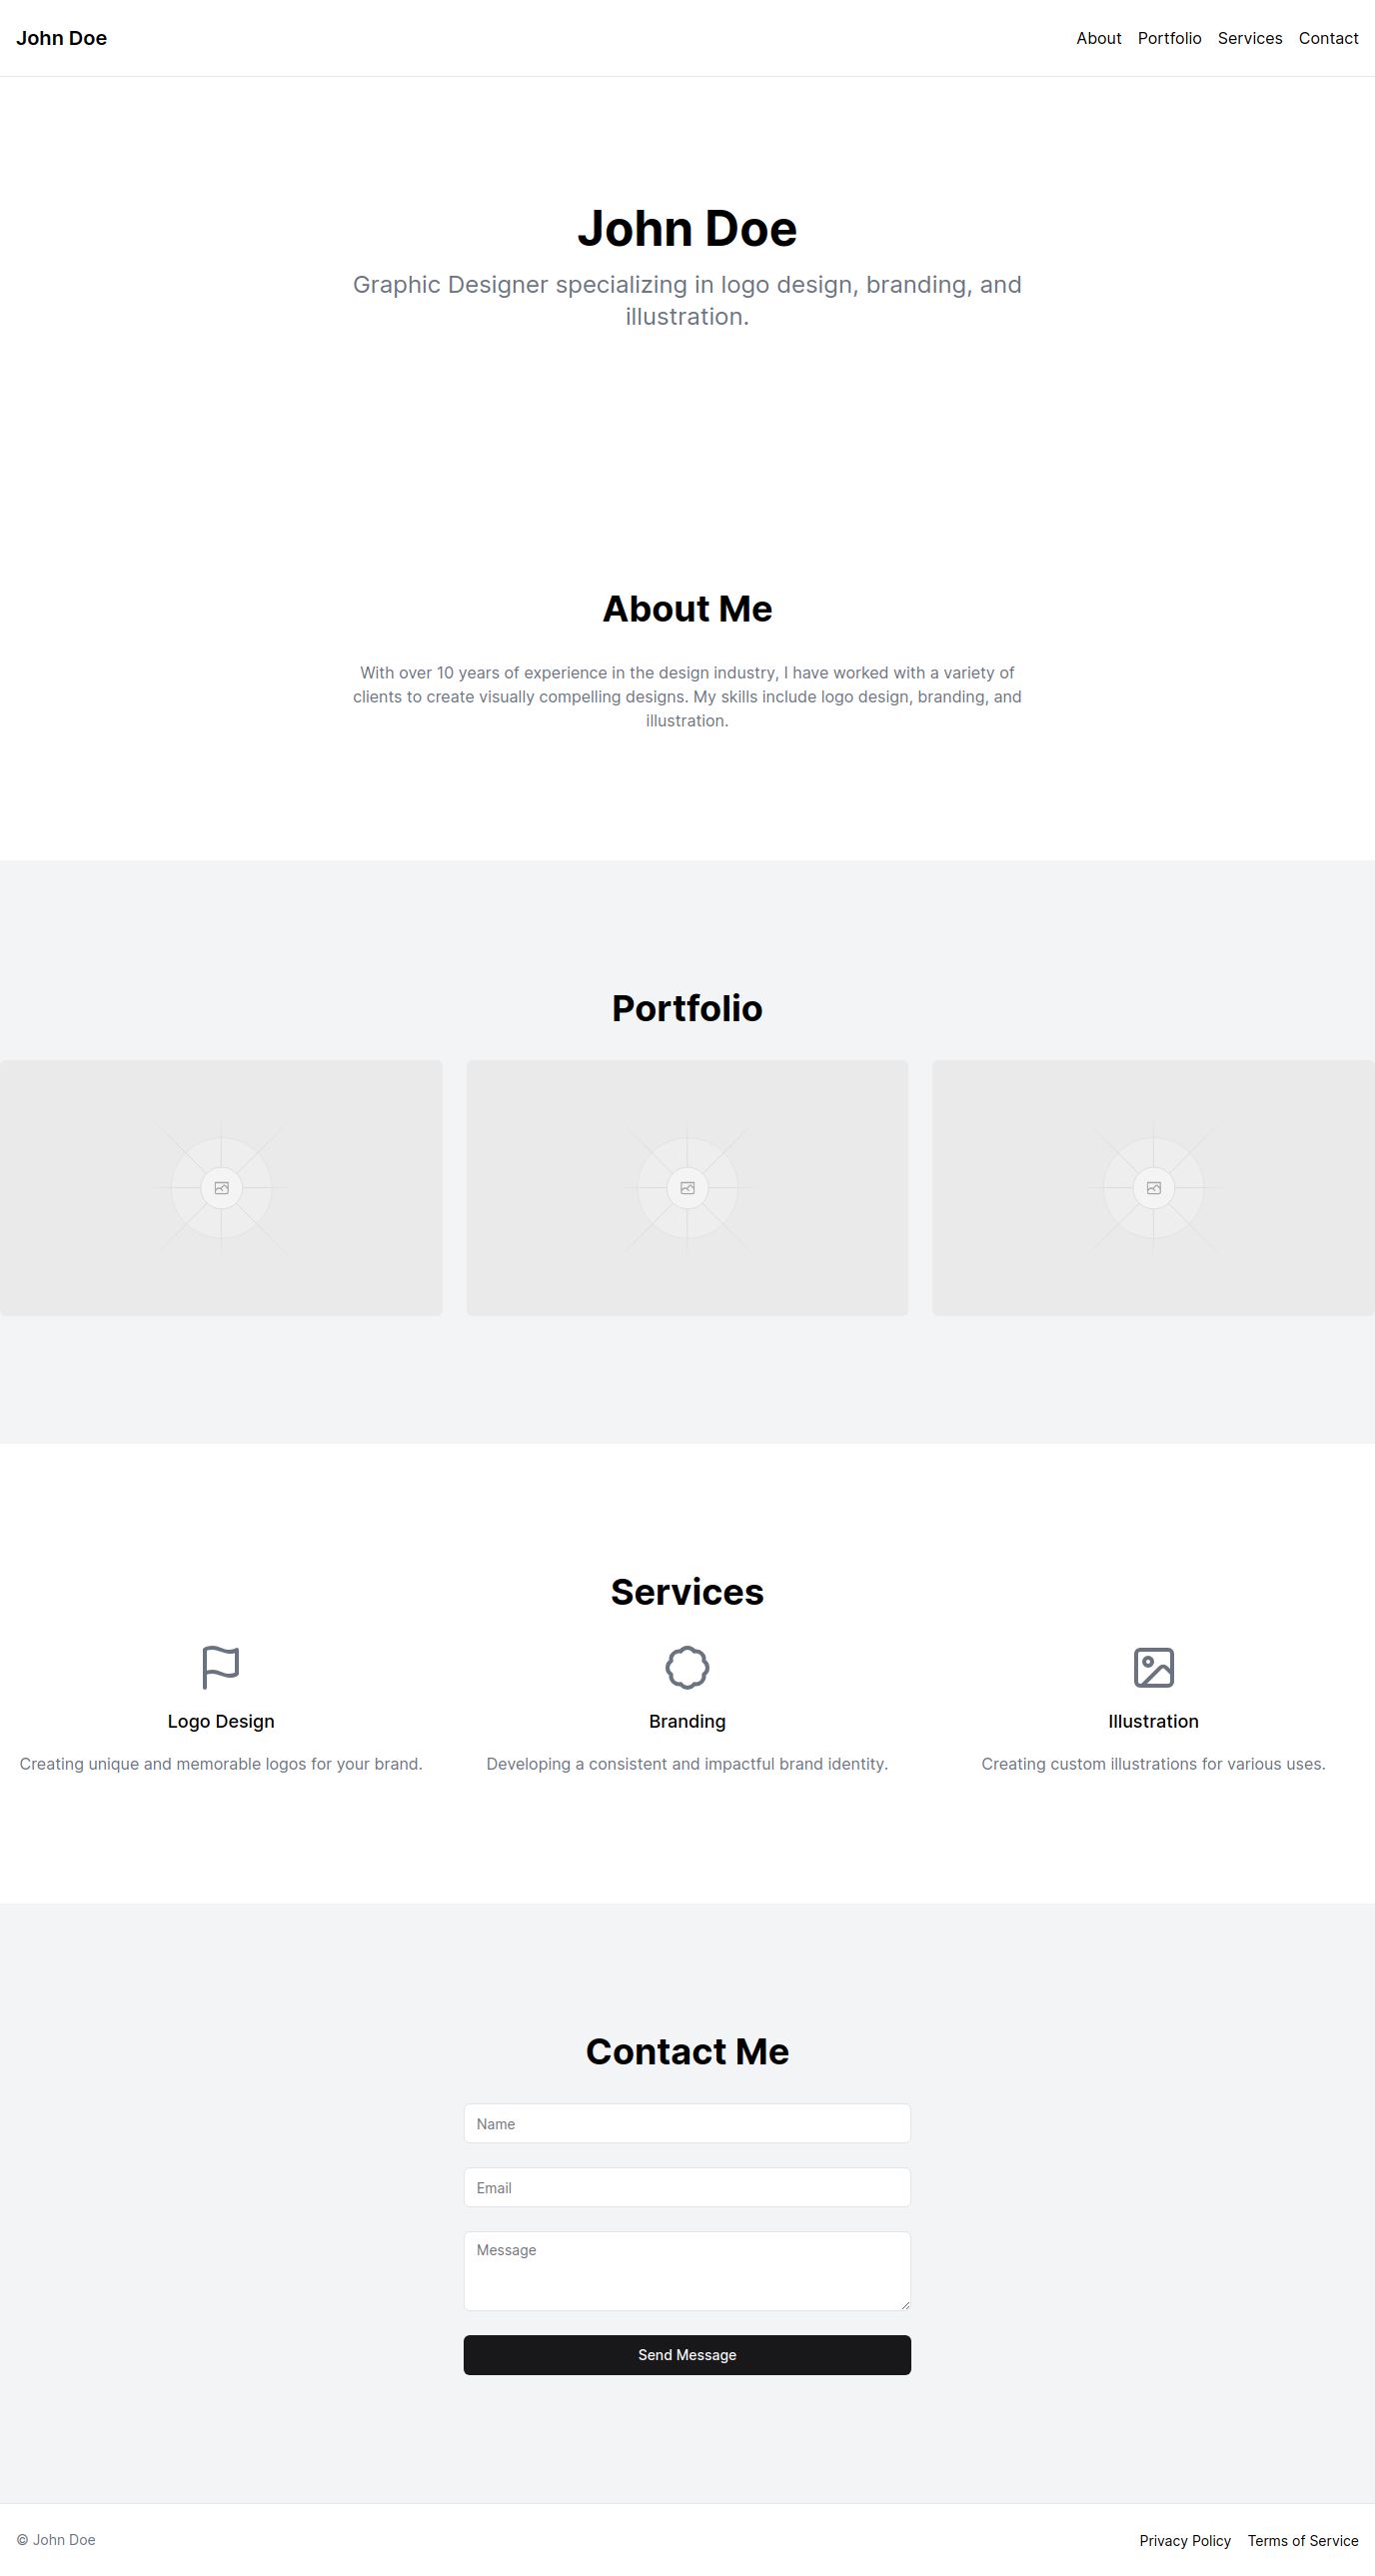 John Doe
About Portfolio Services Contact
John Doe
Graphic Designer specializing in logo design, branding, and
illustration.
About Me
With over 10 years of experience in the design industry, I have worked with a variety of
clients to create visually compelling designs. My skills include logo design, branding, and
illustration.
Portfolio
Services
Logo Design
Creating unique and memorable logos for your brand.
Branding
Developing a consistent and impactful brand identity.
Illustration
Creating custom illustrations for various uses.
Contact Me
Name
Email
Message
Send Message
© John Doe
Privacy Policy Terms of Service